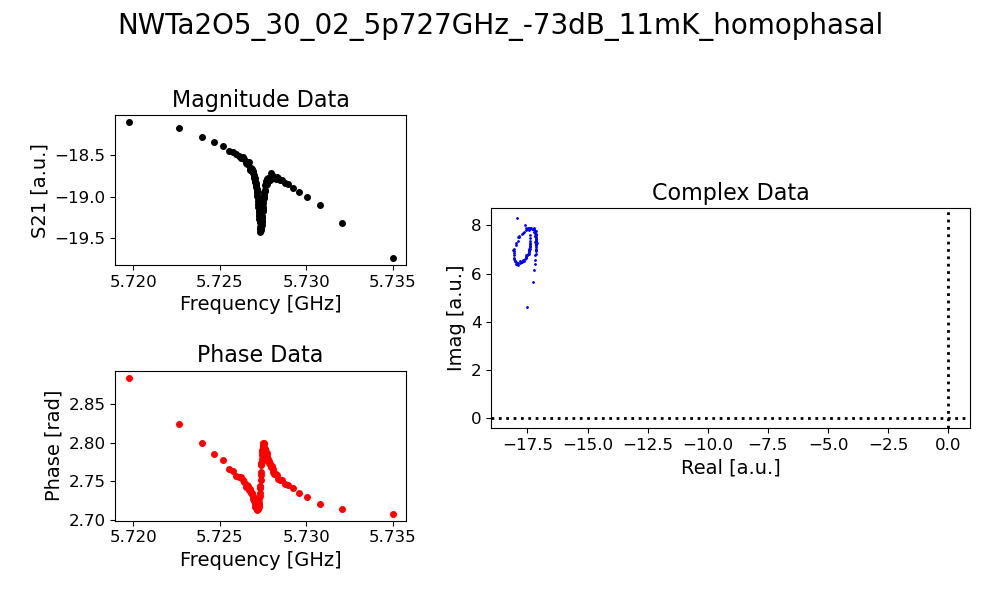 NWTa2O5_30_02_5p727GHz_-73dB_11mK_homophasal
Magnitude Data
S21 [a.u.]
−18.5
−19.0
−19.5
5.720 5.725 5.730 5.735
Frequency [GHz]
Phase Data
Phase [rad]
2.85
2.80
2.75
2.70
5.720 5.725 5.730 5.735
Frequency [GHz]
Complex Data
Imag [a.u.]
8
6
4
2
0
−17.5 −15.0 −12.5 −10.0 −7.5 −5.0 −2.5 0.0
Real [a.u.]